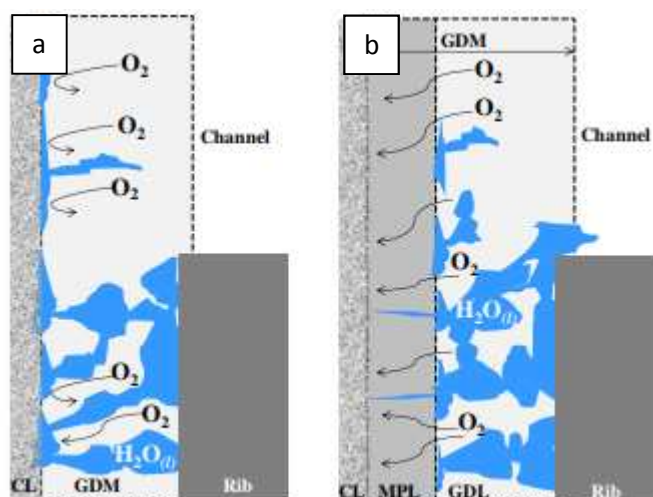 a
O₂
O₂
O₂
Channel
O₂
O₂
H₂O(l)
CL
GDM
Rib
b
GDM
O₂
O₂
Channel
O₂
H₂O(l)
O₂
CL
MPL
GDL
Rib